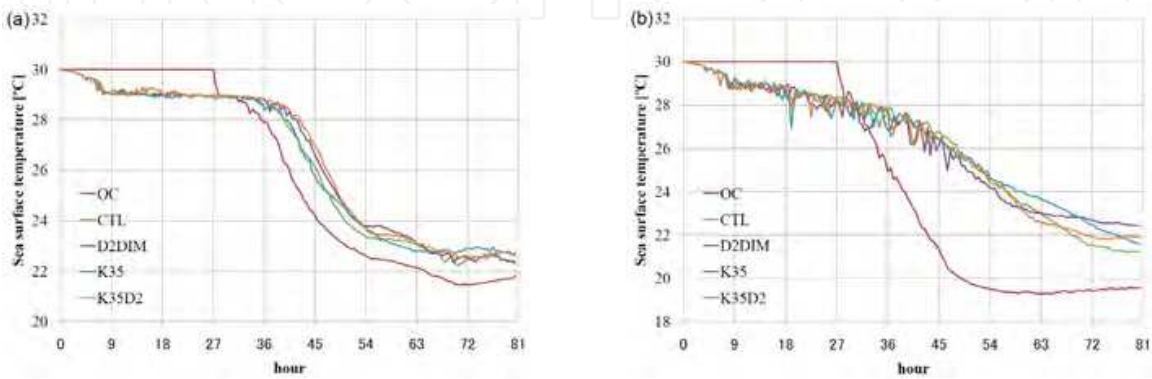 (a)
32
30
28
26
24
22
20
Sea surface temperature [°C]
OC
CTL
D2DIM
K35
K35D2
0 9 18 27 36 45 54 63 72 81
hour
(b)
32
30
28
26
24
22
20
18
Sea surface temperature [°C]
OC
CTL
D2DIM
K35
K35D2
0 9 18 27 36 45 54 63 72 81
hour